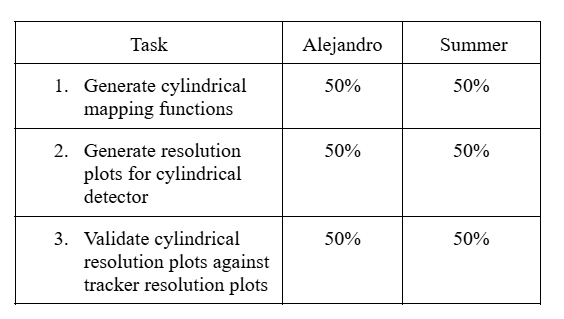 Task Alejandro Summer
1. Generate cylindrical 50% 50%
mapping functions
2. Generate resolution 50% 50%
plots for cylindrical
detector
3. Validate cylindrical 50% 50%
resolution plots against
tracker resolution plots